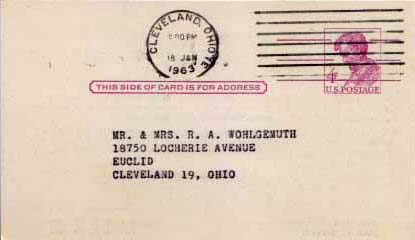 CLEVELAND, OHIO
PM
18 JAN
1963
4¢
U.S. POSTAGE
THIS SIDE OF CARD IS FOR ADDRESS
MR. & MRS. R. A. WOHLGEMUTH
18750 LOCHERIE AVENUE
EUCLID
CLEVELAND 19, OHIO